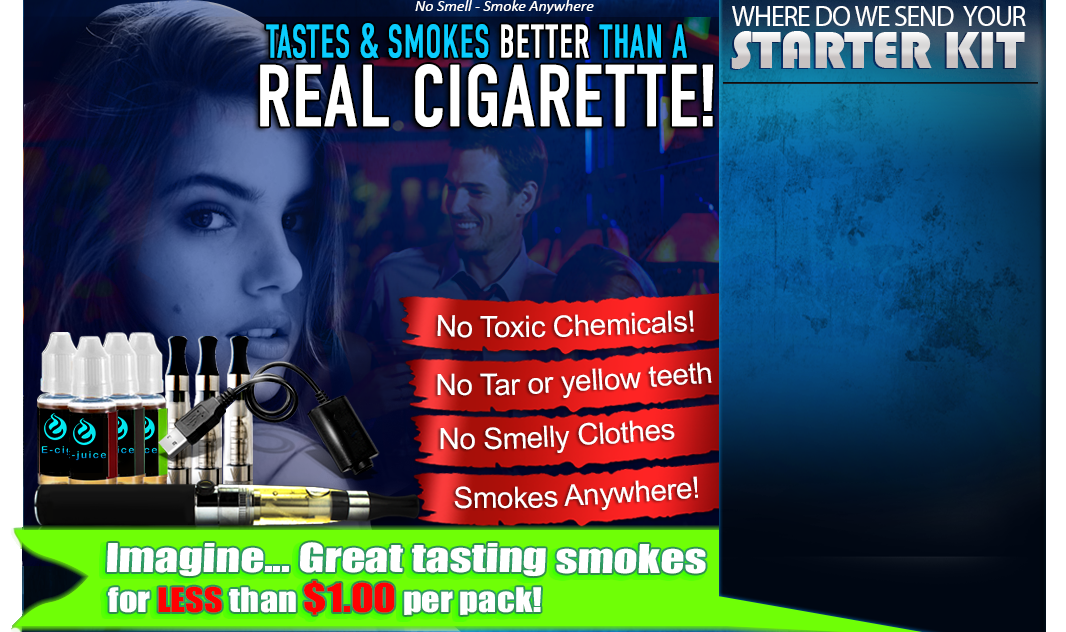 No Smell - Smoke Anywhere
TASTES & SMOKES BETTER THAN A
REAL CIGARETTE!
WHERE DO WE SEND YOUR
STARTER KIT
No Toxic Chemicals!
No Tar or yellow teeth
No Smelly Clothes
Smokes Anywhere!
E-ci
-juice
ice
e
Imagine... Great tasting smokes
for LESS than $1.00 per pack!